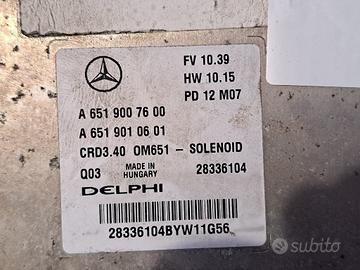 FV 10.39
HW 10.15
PD 12 M07
A 651 900 76 00
A 651 901 06 01
CRD3.40 OM651 - SOLENOID
Q03 MADE IN HUNGARY 28336104
DELPHI
28336104BYW11G56
subito